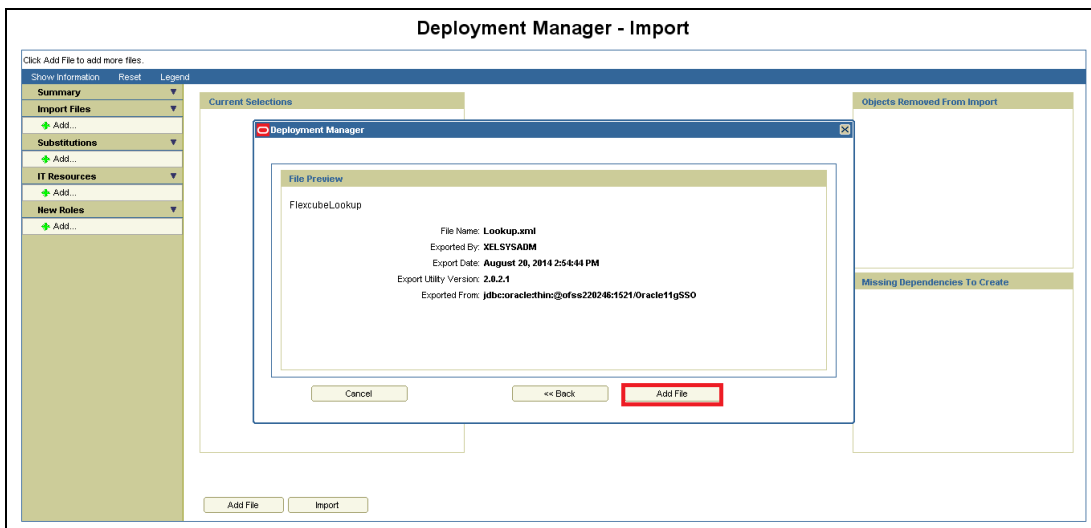 Deployment Manager - Import
Click Add File to add more files.
Show Information Reset Legend
Summary
Import Files
Add...
Substitutions
Add...
IT Resources
Add...
New Roles
Add...
Current Selections
Objects Removed From Import
Deployment Manager
File Preview
FlexcubeLookup
File Name: Lookup.xml
Exported By: XELSYSADM
Export Date: August 20, 2014 2:54:44 PM
Export Utility Version: 2.0.2.1
Exported From: jdbc:oracle:thin:@ofss220246:1521/Oracle11gSSO
Missing Dependencies To Create
Cancel << Back Add File
Add File Import